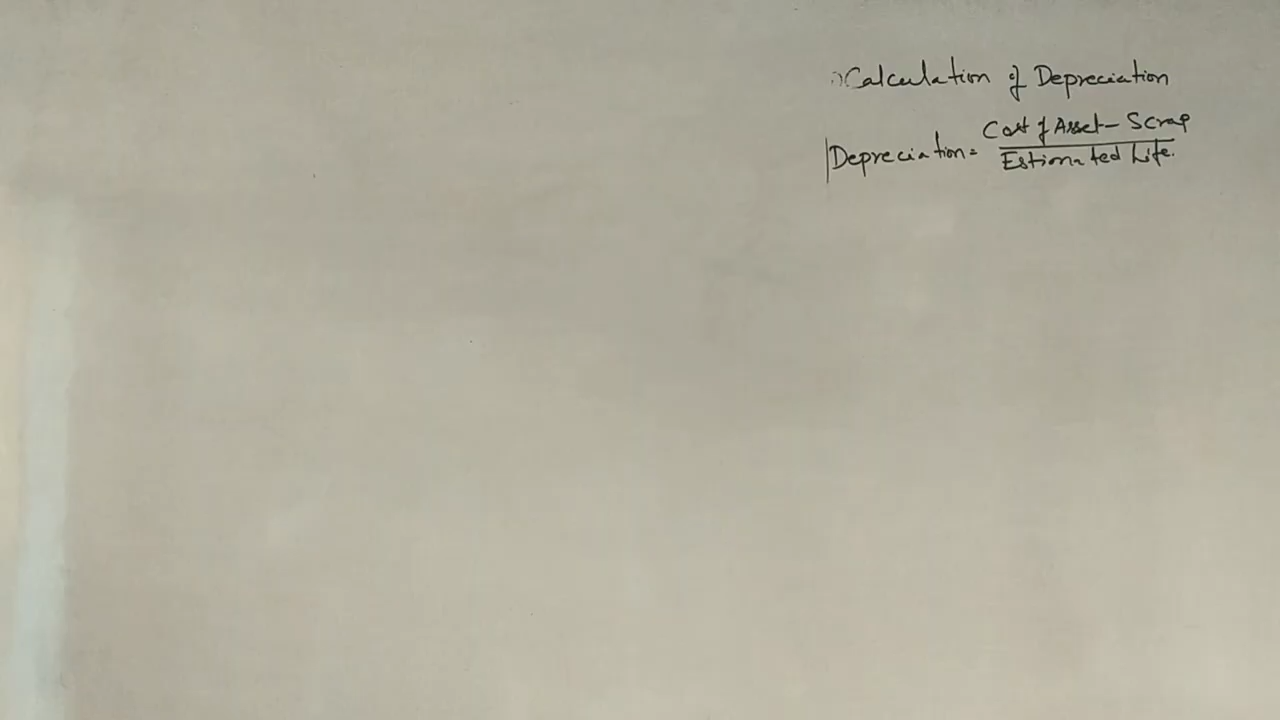 :) Calculation of Depreciation
Depreciation = Cost of Asset - Scrap
Estimated Life.